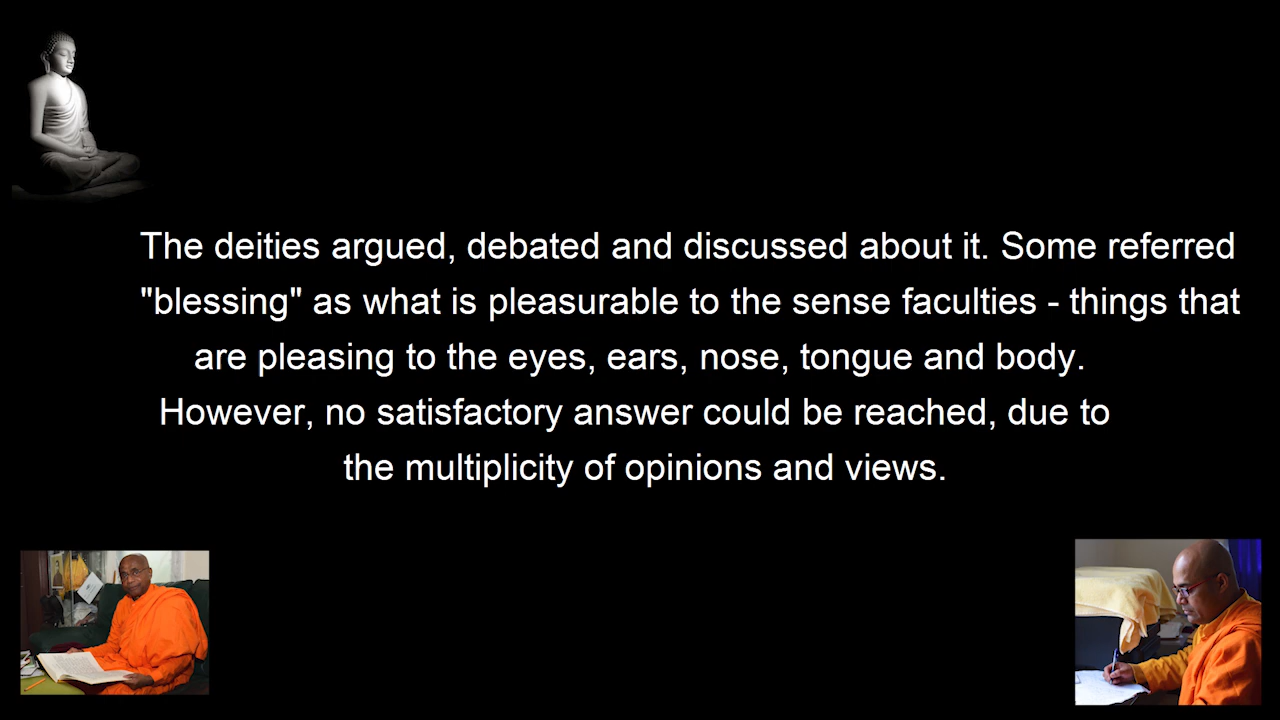 The deities argued, debated and discussed about it. Some referred
"blessing" as what is pleasurable to the sense faculties - things that
are pleasing to the eyes, ears, nose, tongue and body.
However, no satisfactory answer could be reached, due to
the multiplicity of opinions and views.